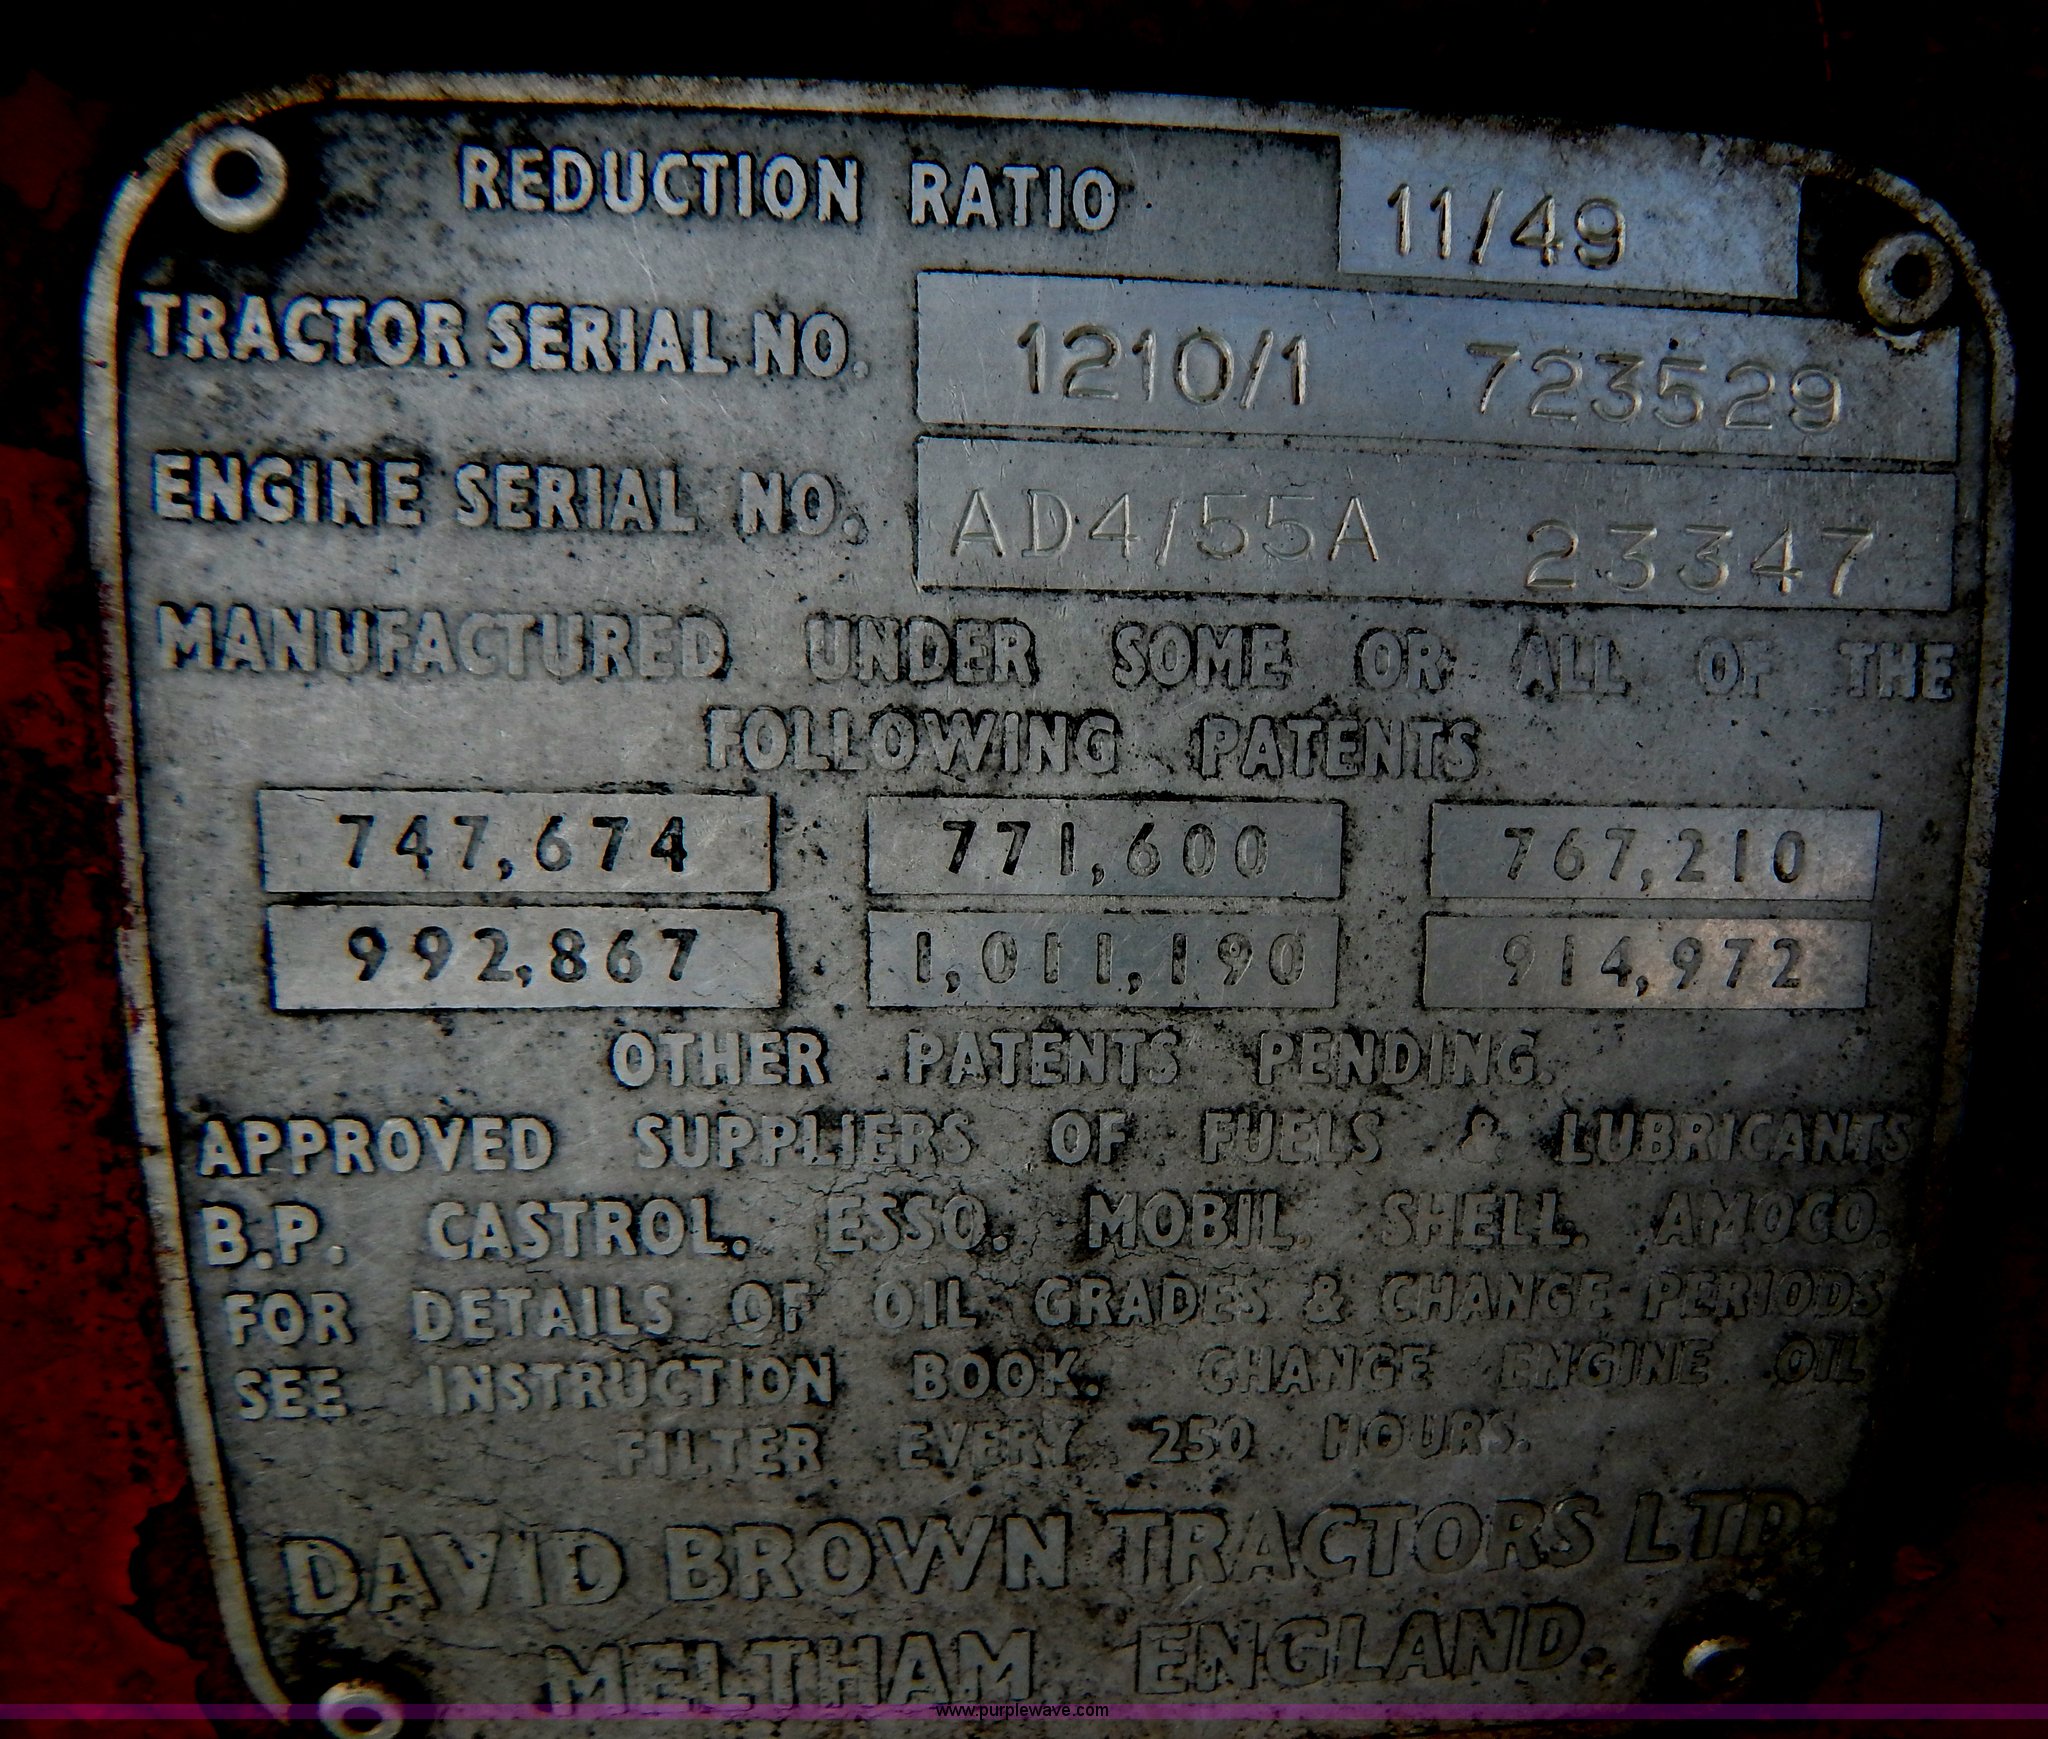 REDUCTION RATIO 11/49
TRACTOR SERIAL NO. 1210/1 723529
ENGINE SERIAL NO. AD4/55A 23347
MANUFACTURED UNDER SOME OR ALL OF THE
FOLLOWING PATENTS
747,674 771,600 767,210
992,867 1,011,190 914,972
OTHER PATENTS PENDING.
APPROVED SUPPLIERS OF FUELS & LUBRICANTS
B.P. CASTROL. ESSO. MOBIL. SHELL. AMOCO.
FOR DETAILS OF OIL GRADES & CHANGE PERIODS
SEE INSTRUCTION BOOK. CHANGE ENGINE OIL
FILTER EVERY 250 HOURS.
DAVID BROWN TRACTORS LTD.
MELTHAM. ENGLAND.
www.purplewave.com